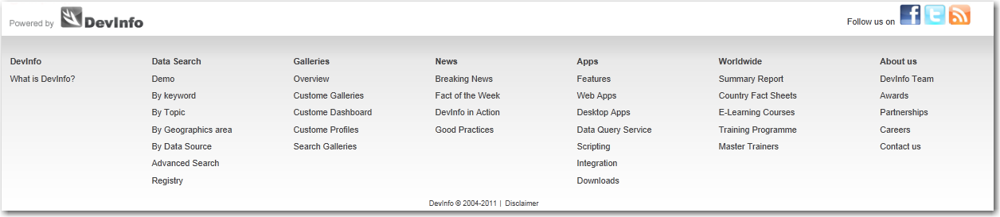 Powered by DevInfo
Follow us on
DevInfo
What is DevInfo?
Data Search
Demo
By keyword
By Topic
By Geographics area
By Data Source
Advanced Search
Registry
Galleries
Overview
Custome Galleries
Custome Dashboard
Custome Profiles
Search Galleries
News
Breaking News
Fact of the Week
DevInfo in Action
Good Practices
Apps
Features
Web Apps
Desktop Apps
Data Query Service
Scripting
Integration
Downloads
Worldwide
Summary Report
Country Fact Sheets
E-Learning Courses
Training Programme
Master Trainers
About us
DevInfo Team
Awards
Partnerships
Careers
Contact us
DevInfo © 2004-2011 | Disclaimer